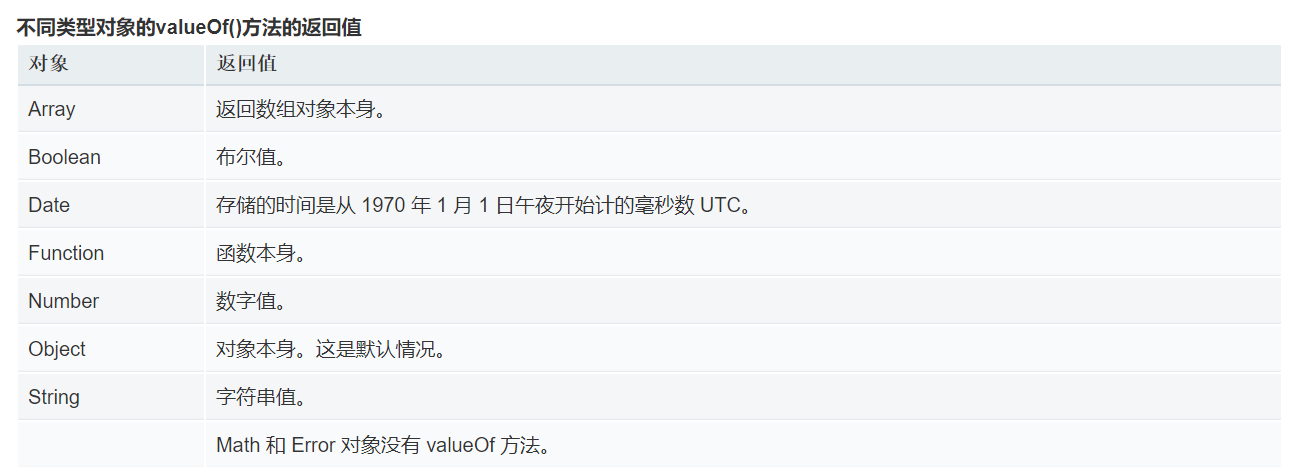 不同类型对象的valueOf()方法的返回值
对象 返回值
Array 返回数组对象本身。
Boolean 布尔值。
Date 存储的时间是从 1970 年 1 月 1 日午夜开始计的毫秒数 UTC。
Function 函数本身。
Number 数字值。
Object 对象本身。这是默认情况。
String 字符串值。
Math 和 Error 对象没有 valueOf 方法。